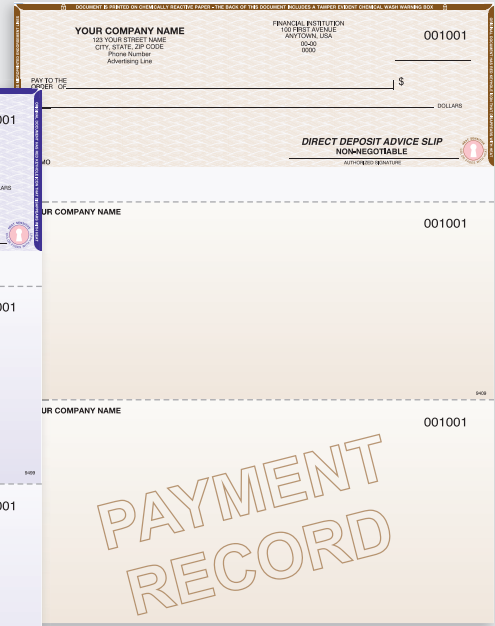 DOCUMENT IS PRINTED ON CHEMICALLY REACTIVE PAPER - THE BACK OF THIS DOCUMENT INCLUDES A TAMPER EVIDENT CHEMICAL WASH WARNING BOX
YOUR COMPANY NAME
123 YOUR STREET NAME
CITY, STATE, ZIP CODE
Phone Number
Advertising Line
FINANCIAL INSTITUTION
100 FIRST AVENUE
ANYTOWN, USA
00-00
0000
001001
PAY TO THE
ORDER OF
$
DOLLARS
DIRECT DEPOSIT ADVICE SLIP
NON-NEGOTIABLE
AUTHORIZED SIGNATURE
MO
UR COMPANY NAME
001001
9409
UR COMPANY NAME
001001
PAYMENT
RECORD
001
ARS
001
9499
001